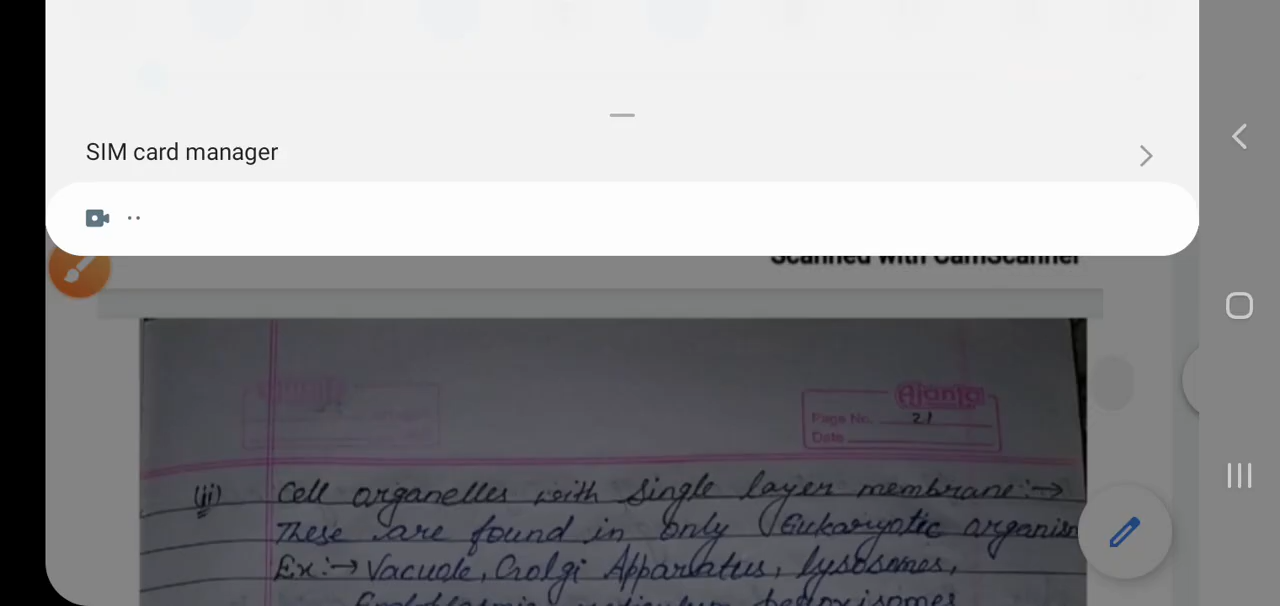 SIM card manager
Scanned with CamScanner
Ajanta
Page No. 21
Date
(ii) Cell organelles with Single layer membrane:→
These are found in only Eukaryotic organism
Ex:→ Vacuole, Golgi Apparatus, lysosomes,